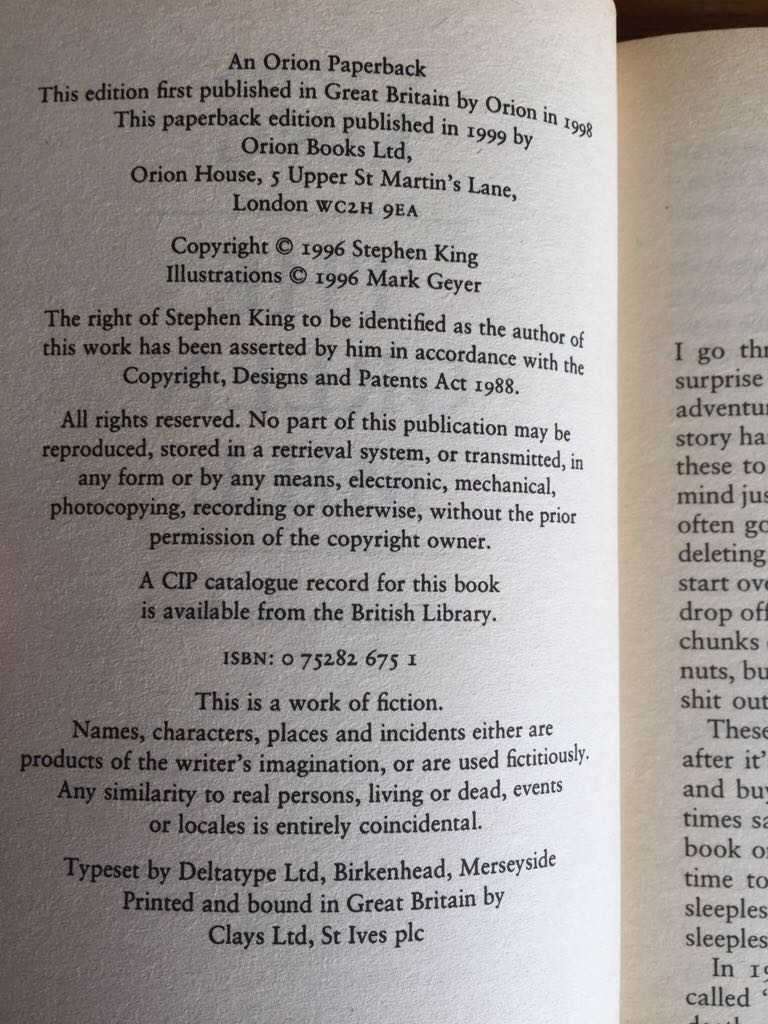 An Orion Paperback
This edition first published in Great Britain by Orion in 1998
This paperback edition published in 1999 by
Orion Books Ltd,
Orion House, 5 Upper St Martin's Lane,
London WC2H 9EA
Copyright © 1996 Stephen King
Illustrations © 1996 Mark Geyer
The right of Stephen King to be identified as the author of
this work has been asserted by him in accordance with the
Copyright, Designs and Patents Act 1988.
All rights reserved. No part of this publication may be
reproduced, stored in a retrieval system, or transmitted, in
any form or by any means, electronic, mechanical,
photocopying, recording or otherwise, without the prior
permission of the copyright owner.
A CIP catalogue record for this book
is available from the British Library.
ISBN: 0 75282 675 1
This is a work of fiction.
Names, characters, places and incidents either are
products of the writer's imagination, or are used fictitiously.
Any similarity to real persons, living or dead, events
or locales is entirely coincidental.
Typeset by Deltatype Ltd, Birkenhead, Merseyside
Printed and bound in Great Britain by
Clays Ltd, St Ives plc
I go
surprise
story
these to
mind
often
deleting,
start
drop
chunks
nuts,
shit out
These
after it's
and
times
book
time to
In
called